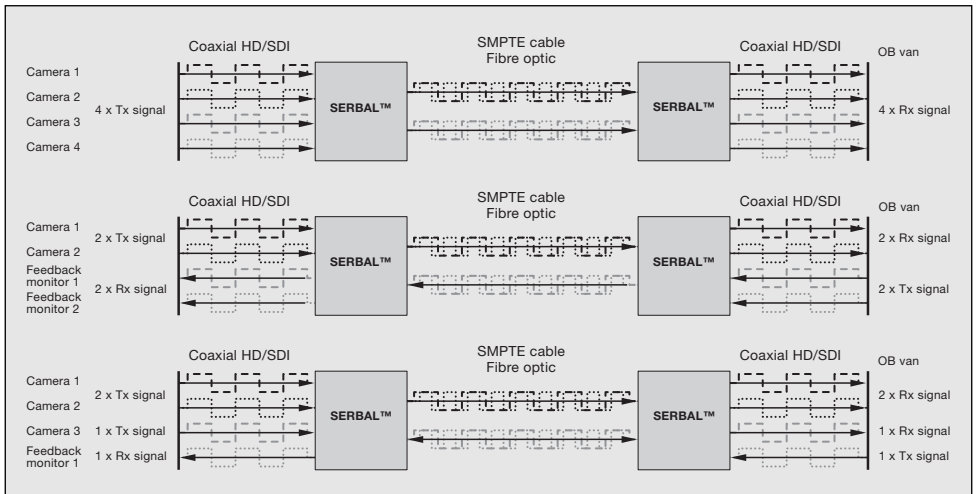 Coaxial HD/SDI
SMPTE cable
Fibre optic
Coaxial HD/SDI
OB van
Camera 1
Camera 2
Camera 3
Camera 4
4 x Tx signal
SERBAL™
SERBAL™
4 x Rx signal
Coaxial HD/SDI
SMPTE cable
Fibre optic
Coaxial HD/SDI
OB van
Camera 1
Camera 2
Feedback
monitor 1
Feedback
monitor 2
2 x Tx signal
2 x Rx signal
SERBAL™
SERBAL™
2 x Rx signal
2 x Tx signal
Coaxial HD/SDI
SMPTE cable
Fibre optic
Coaxial HD/SDI
OB van
Camera 1
Camera 2
Camera 3
Feedback
monitor 1
2 x Tx signal
1 x Tx signal
1 x Rx signal
SERBAL™
SERBAL™
2 x Rx signal
1 x Rx signal
1 x Tx signal